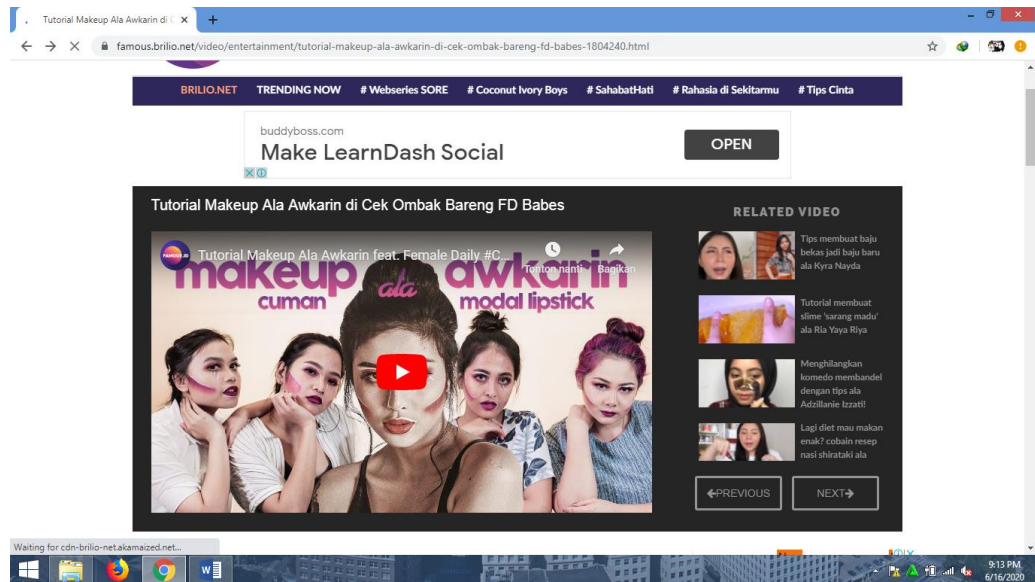 Tutorial Makeup Ala Awkarin di C
famous.brilio.net/video/entertainment/tutorial-makeup-ala-awkarin-di-cek-ombak-bareng-fd-babes-1804240.html
BRILIO.NET TRENDING NOW # Webseries SORE # Coconut Ivory Boys # SahabatHati # Rahasia di Sekitarmu # Tips Cinta
buddyboss.com
Make LearnDash Social
OPEN
Tutorial Makeup Ala Awkarin di Cek Ombak Bareng FD Babes
FAMOUS.ID
Tutorial Makeup Ala Awkarin feat. Female Daily #C...
Tonton nanti
Bagikan
makeup ala awkarin
cuman modal lipstick
RELATED VIDEO
Tips membuat baju
bekas jadi baju baru
ala Kyra Nayda
Tutorial membuat
slime 'sarang madu'
ala Ria Yaya Riya
Menghilangkan
komedo membandel
dengan tips ala
Adzillanie Izzati!
Lagi diet mau makan
enak? cobain resep
nasi shirataki ala
PREVIOUS
NEXT
Waiting for cdn-brilio-net.akamaized.net...
9:13 PM
6/16/2020